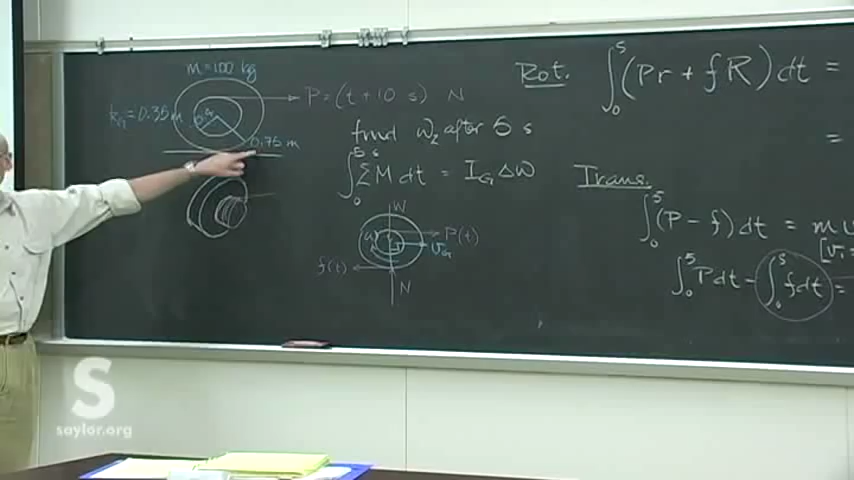 m = 100 kg
k_G = 0.35 m
0.75 m
P = (t + 10 s) N
find ω₂ after 5 s
∫₀^5 s ΣM dt = I_G Δω
W
ω
G
P(t)
v_G
f(t)
N
Rot. ∫₀^5 (Pr + fR) dt =
=
Trans.
∫₀^5 (P - f) dt = m v
[v₁ =
∫₀^5 P dt - ∫₀^5 f dt =
S
saylor.org